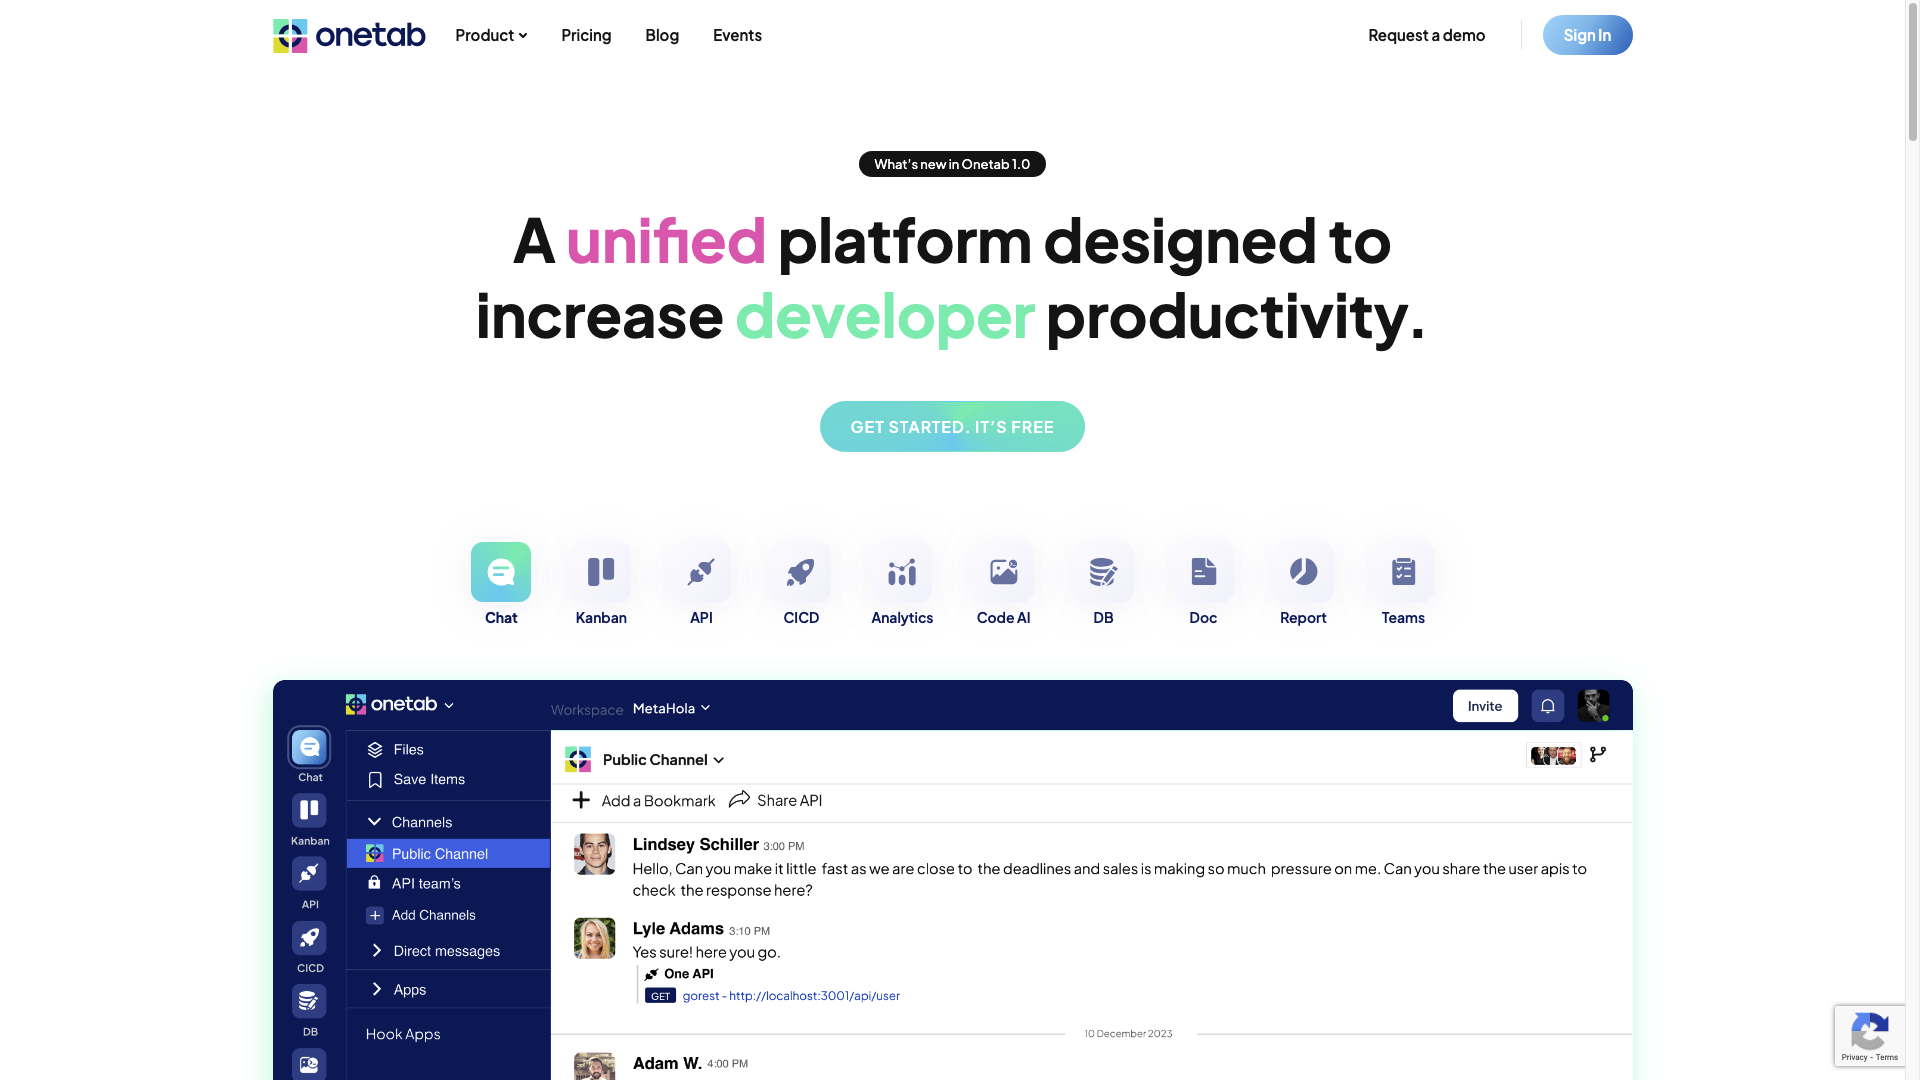 onetab
Product
Pricing
Blog
Events
Request a demo
Sign In
What's new in Onetab 1.0
A unified platform designed to
increase developer productivity.
GET STARTED. IT'S FREE
Chat
Kanban
API
CICD
Analytics
Code AI
DB
Doc
Report
Teams
onetab
Workspace MetaHola
Invite
Chat
Kanban
API
CICD
DB
Files
Save Items
Channels
Public Channel
API team's
Add Channels
Direct messages
Apps
Hook Apps
Public Channel
Add a Bookmark
Share API
Lindsey Schiller 3:00 PM
Hello, Can you make it little fast as we are close to the deadlines and sales is making so much pressure on me. Can you share the user apis to
check the response here?
Lyle Adams 3:10 PM
Yes sure! here you go.
One API
GET gorest - http://localhost:3001/api/user
10 December 2023
Adam W. 4:00 PM
Privacy - Terms